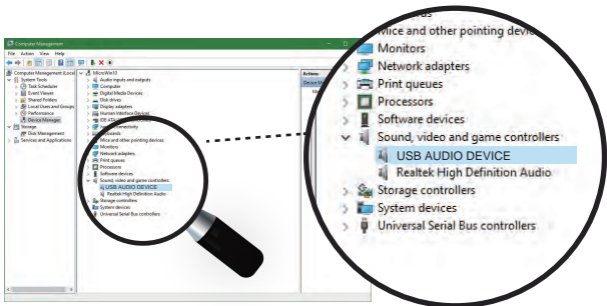 Computer Management
File Action View Help
Computer Management (Local
System Tools
Task Scheduler
Event Viewer
Shared Folders
Local Users and Groups
Performance
Device Manager
Storage
Disk Management
Services and Applications
MicroWin10
Audio inputs and outputs
Computer
Digital Media Devices
Disk drives
Display adapters
Human Interface Devices
IDE
Mice and other pointing devices
Monitors
Network adapters
Print queues
Processors
Software devices
Sound, video and game controllers
USB AUDIO DEVICE
Realtek High Definition Audio
Storage controllers
System devices
Universal Serial Bus controllers
Actions
Mice and other pointing devic
Monitors
Network adapters
Print queues
Processors
Software devices
Sound, video and game controllers
USB AUDIO DEVICE
Realtek High Definition Audio
Storage controllers
System devices
Universal Serial Bus controllers